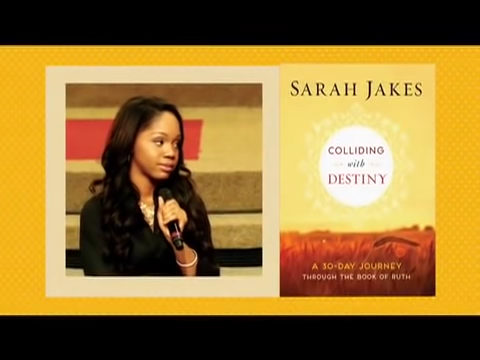 SARAH JAKES
COLLIDING
with
DESTINY
A 30-DAY JOURNEY
THROUGH THE BOOK OF RUTH